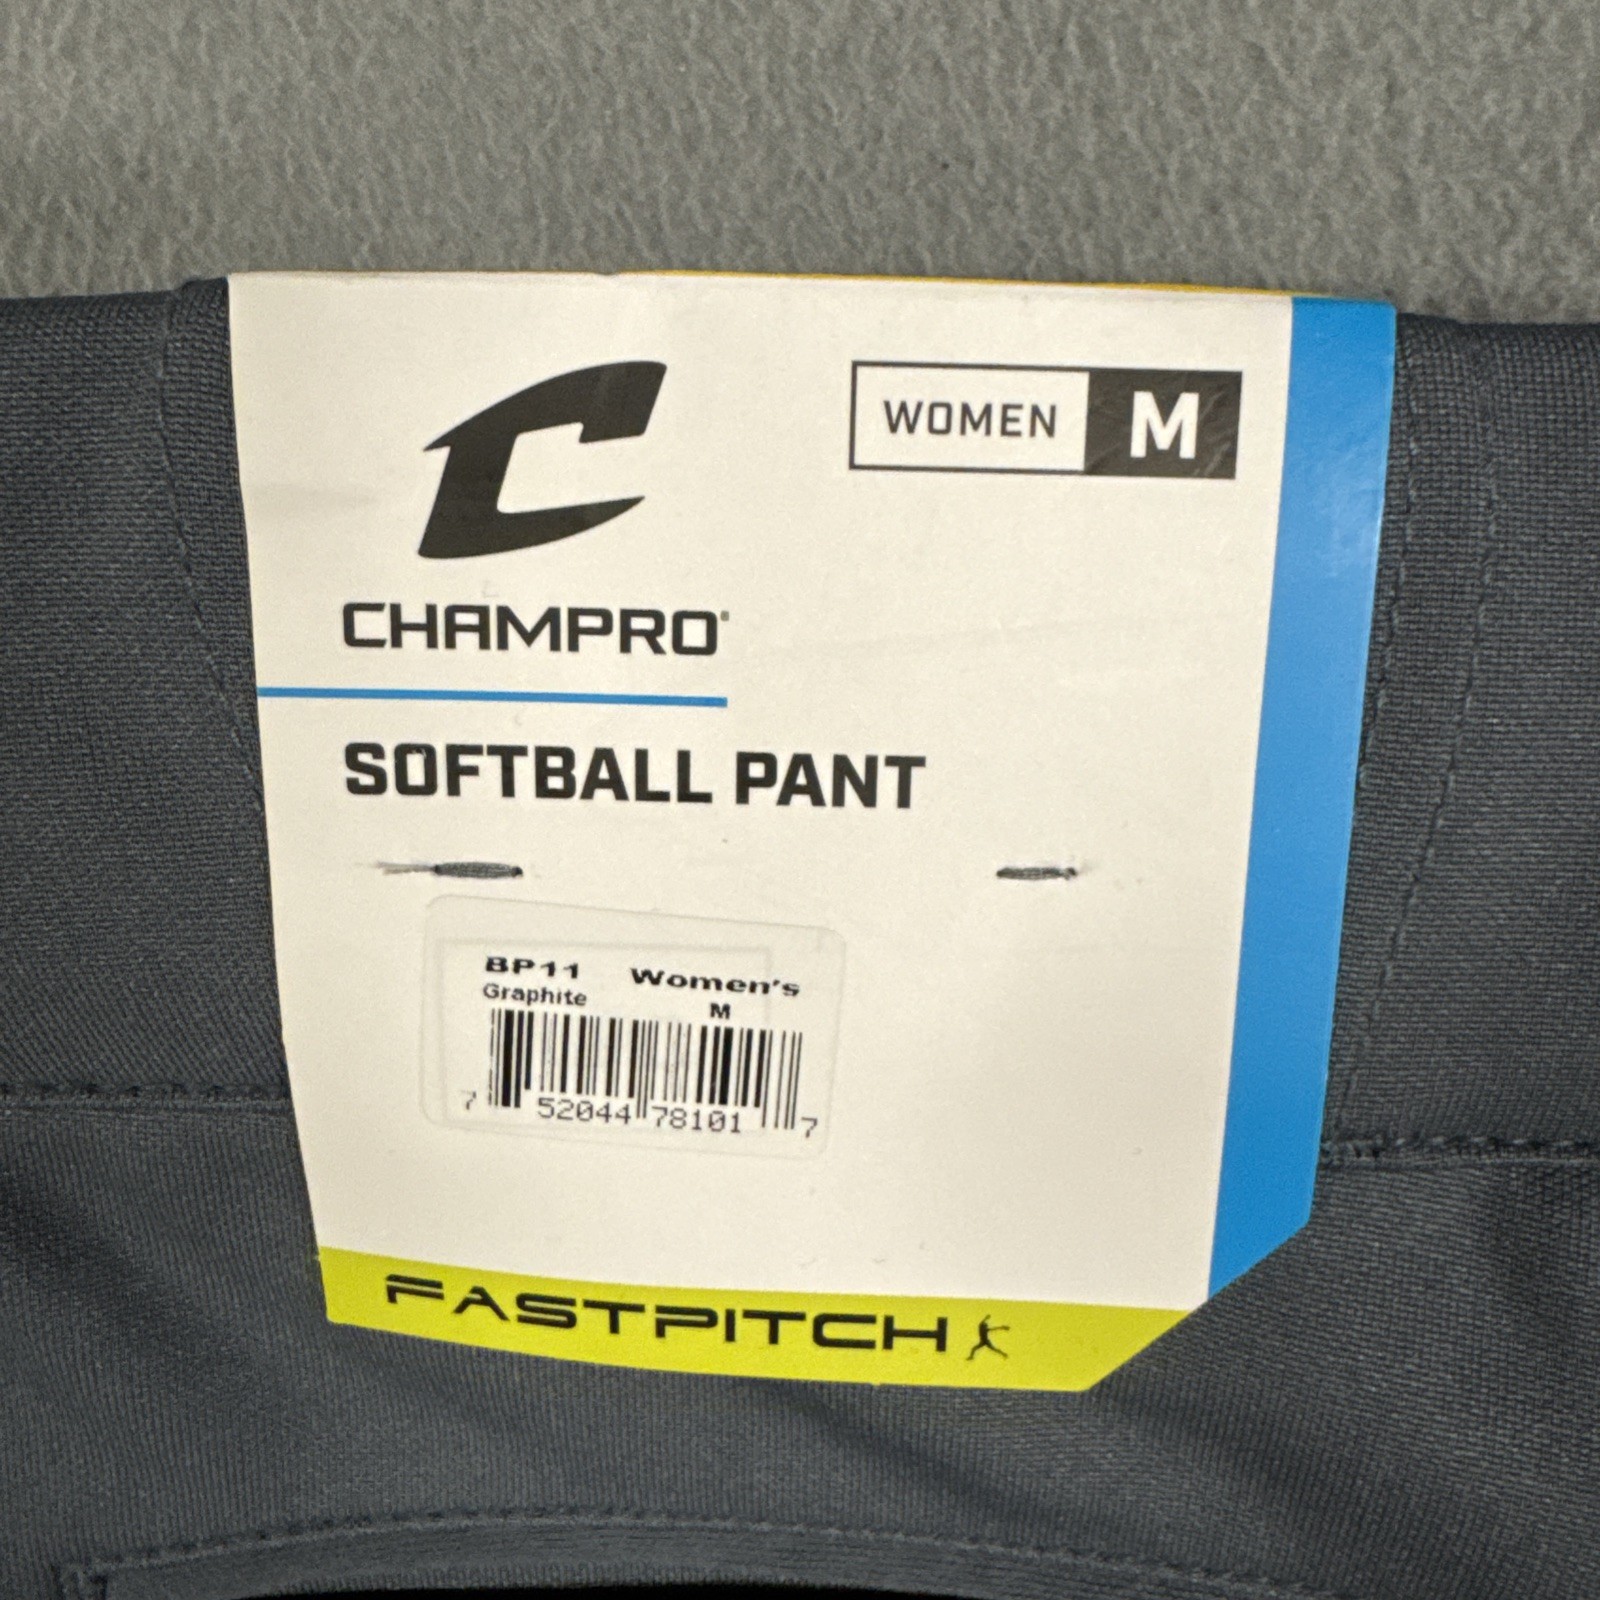 WOMEN M
CHAMPRO®
SOFTBALL PANT
BP11 Women's
Graphite M
7 52044 78101 7
FASTPITCH